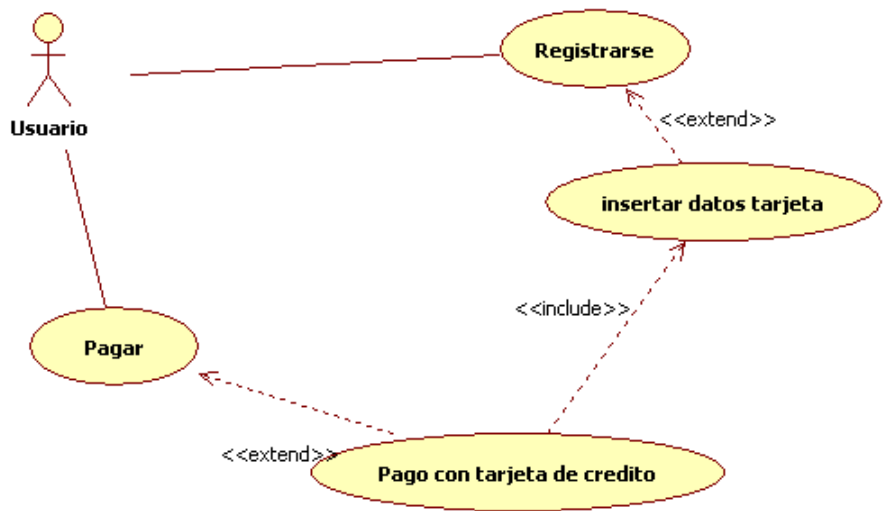 Registrarse
Usuario
<<extend>>
insertar datos tarjeta
<<include>>
Pagar
<<extend>>
Pago con tarjeta de credito